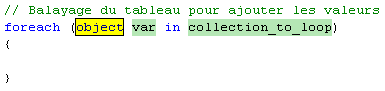 // Balayage du tableau pour ajouter les valeurs
foreach (object var in collection_to_loop)
{
}